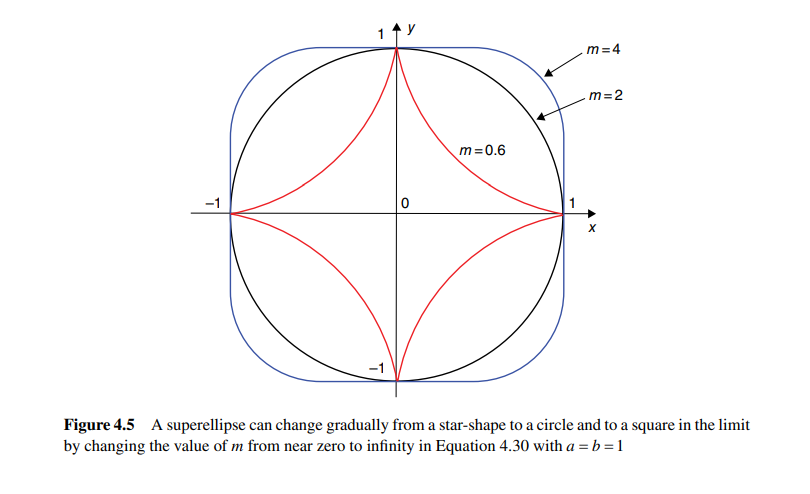 1
y
m=4
m=2
m=0.6
−1
0
1
x
−1
Figure 4.5 A superellipse can change gradually from a star-shape to a circle and to a square in the limit
by changing the value of m from near zero to infinity in Equation 4.30 with a = b = 1